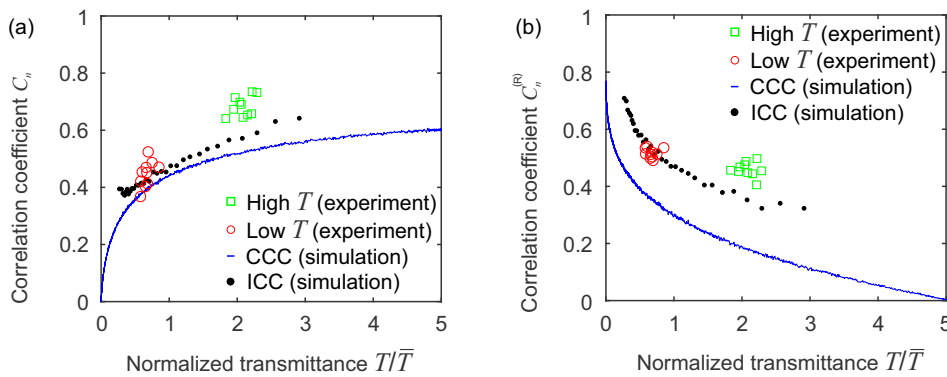 (a)
Correlation coefficient Cₙ
1
0.8
0.6
0.4
0.2
0
High T (experiment)
Low T (experiment)
CCC (simulation)
ICC (simulation)
0 1 2 3 4 5
Normalized transmittance T/T̅
(b)
Correlation coefficient Cₙ⁽ᴿ⁾
1
0.8
0.6
0.4
0.2
0
High T (experiment)
Low T (experiment)
CCC (simulation)
ICC (simulation)
0 1 2 3 4 5
Normalized transmittance T/T̅